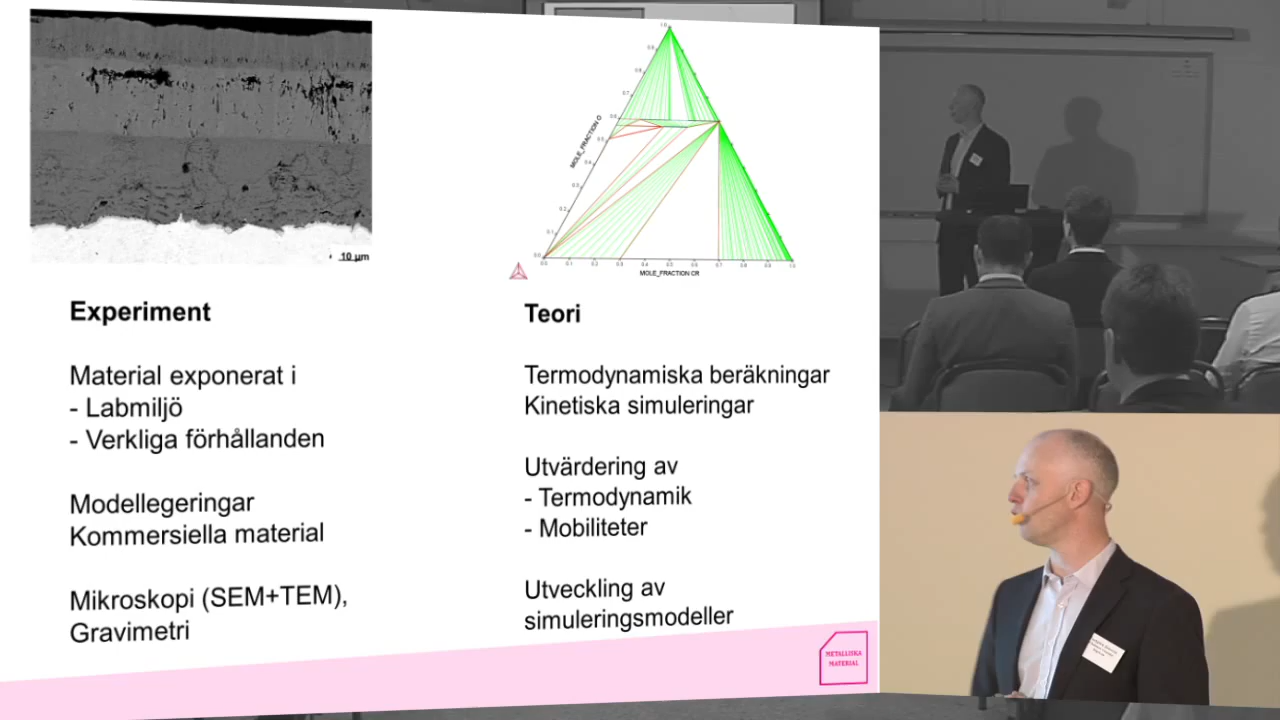 10 µm
MOLE_FRACTION O
MOLE_FRACTION CR
Experiment
Material exponerat i
- Labmiljö
- Verkliga förhållanden
Modellegeringar
Kommersiella material
Mikroskopi (SEM+TEM),
Gravimetri
Teori
Termodynamiska beräkningar
Kinetiska simuleringar
Utvärdering av
- Termodynamik
- Mobiliteter
Utveckling av
simuleringsmodeller
METALLISKA
MATERIAL